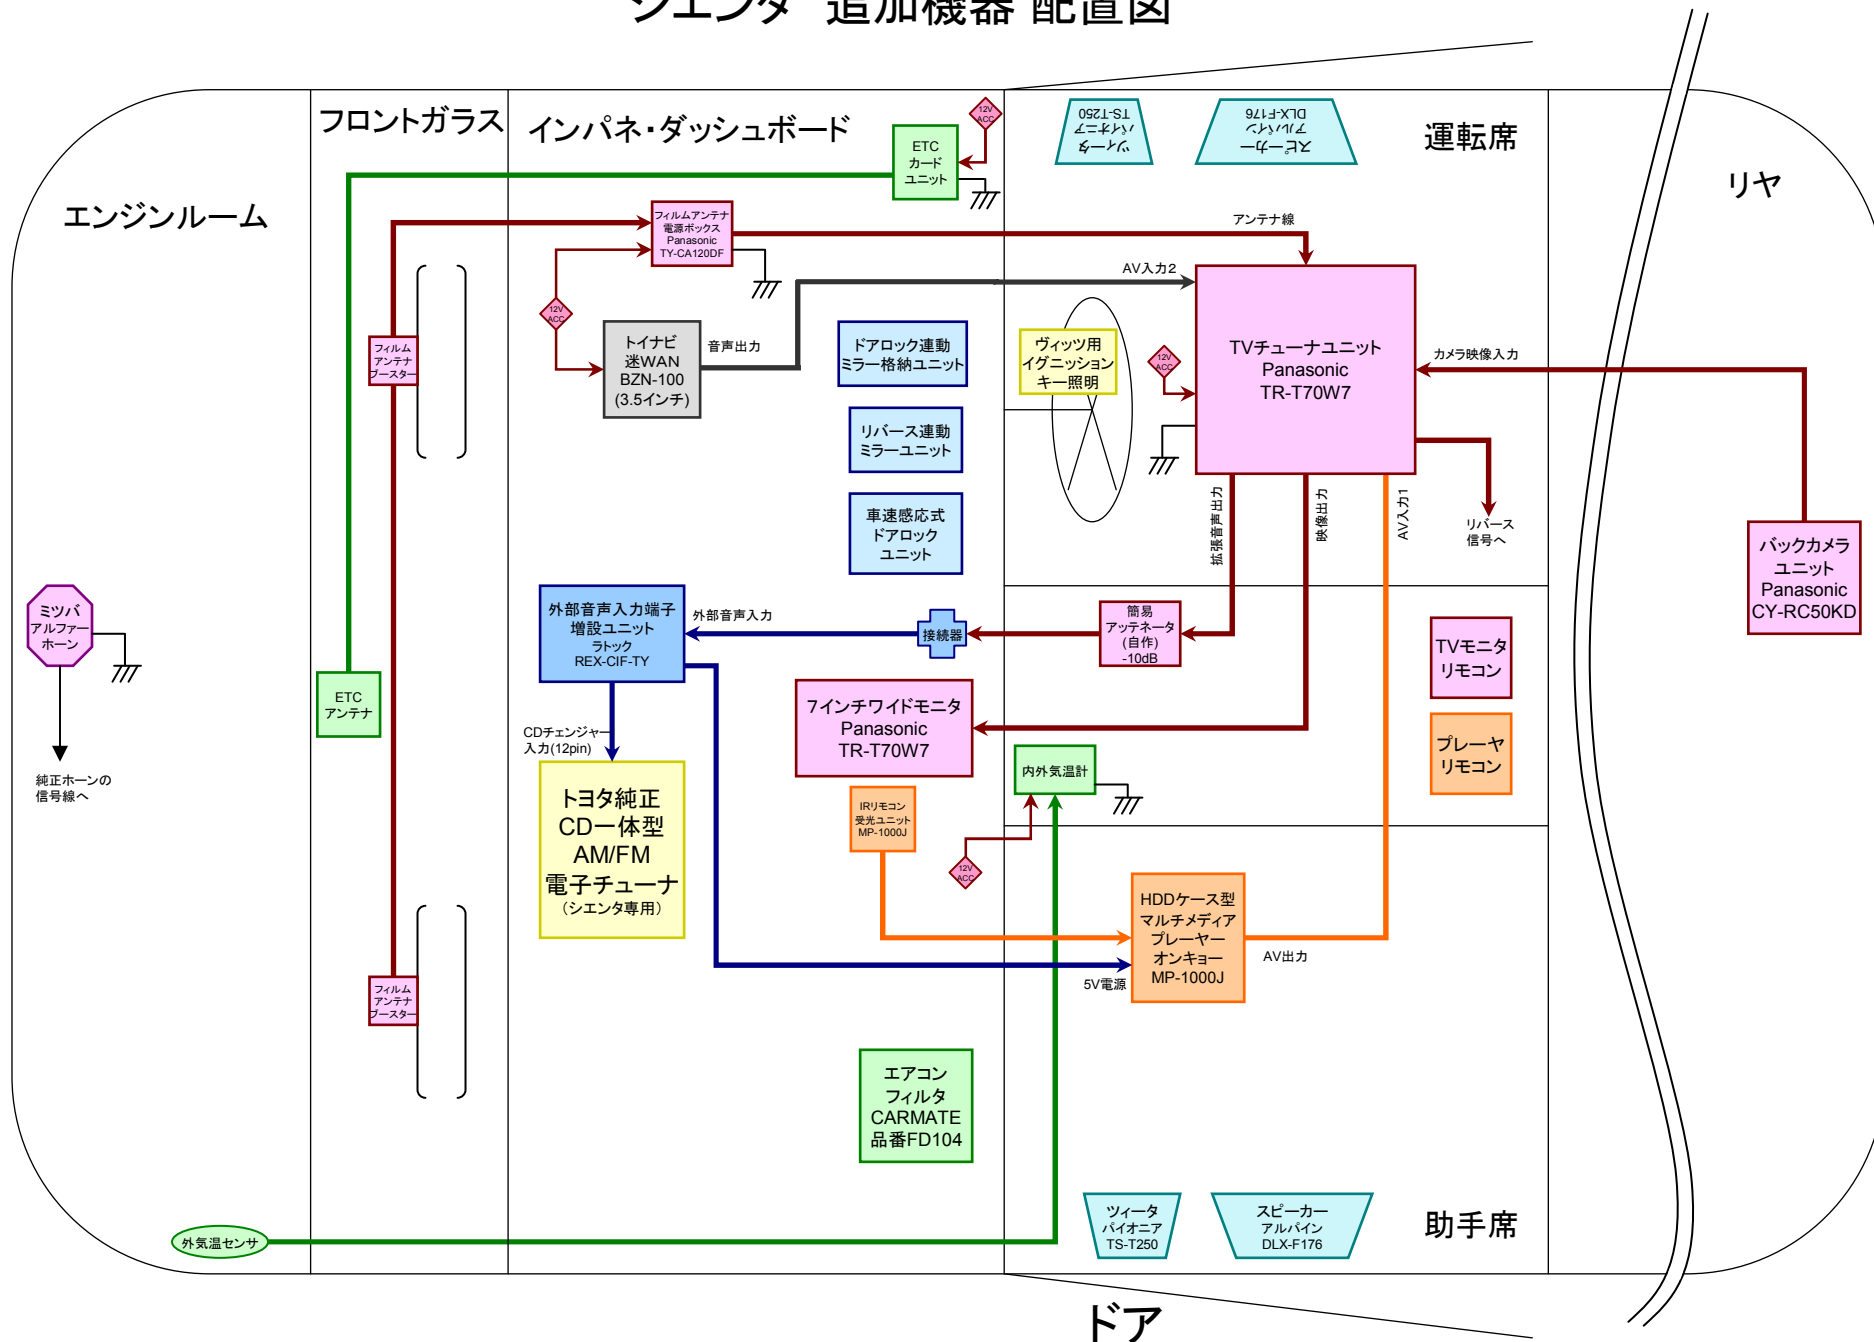 シエンタ 追加機器 配置図
エンジンルーム
フロントガラス
インパネ・ダッシュボード
運転席
リヤ
12V
ACC
ETC
カード
ユニット
ツィータ
パイオニア
TS-T250
スピーカー
アルパイン
DLX-F176
フィルムアンテナ
電源ボックス
Panasonic
TY-CA120DF
アンテナ線
AV入力2
12V
ACC
フィルム
アンテナ
ブースター
トイナビ
迷WAN
BZN-100
(3.5インチ)
音声出力
ドアロック連動
ミラー格納ユニット
リバース連動
ミラーユニット
車速感応式
ドアロック
ユニット
ヴィッツ用
イグニッション
キー照明
12V
ACC
TVチューナユニット
Panasonic
TR-T70W7
カメラ映像入力
拡張音声出力
映像出力
AV入力1
リバース
信号へ
バックカメラ
ユニット
Panasonic
CY-RC50KD
ミツバ
アルファー
ホーン
純正ホーンの
信号線へ
ETC
アンテナ
外部音声入力端子
増設ユニット
ラトック
REX-CIF-TY
外部音声入力
接続器
簡易
アッテネータ
(自作)
-10dB
TVモニタ
リモコン
プレーヤ
リモコン
7インチワイドモニタ
Panasonic
TR-T70W7
CDチェンジャー
入力(12pin)
トヨタ純正
CD一体型
AM/FM
電子チューナ
(シエンタ専用)
IRリモコン
受光ユニット
MP-1000J
内外気温計
12V
ACC
HDDケース型
マルチメディア
プレーヤー
オンキョー
MP-1000J
AV出力
5V電源
フィルム
アンテナ
ブースター
エアコン
フィルタ
CARMATE
品番FD104
外気温センサ
ツィータ
パイオニア
TS-T250
スピーカー
アルパイン
DLX-F176
助手席
ドア